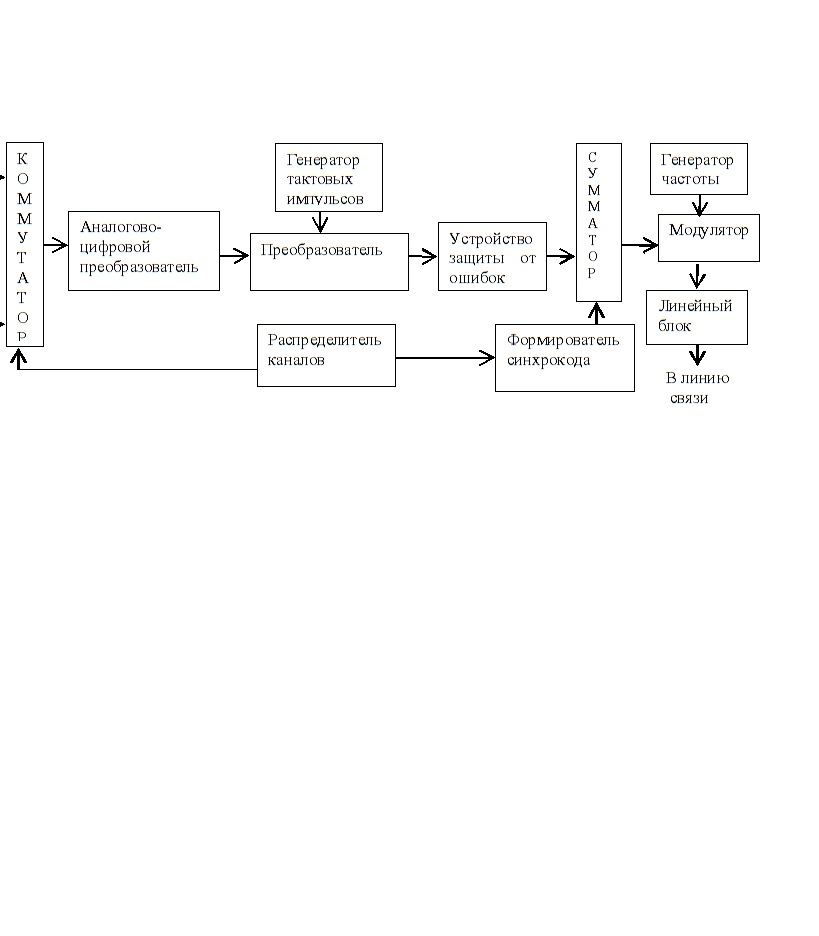 К
О
М
М
У
Т
А
Т
О
Р
Аналогово-
цифровой
преобразователь
Генератор
тактовых
импульсов
Преобразователь
Устройство
защиты от
ошибок
С
У
М
М
А
Т
О
Р
Генератор
частоты
Модулятор
Линейный
блок
В линию
связи
Распределитель
каналов
Формирователь
синхрокода